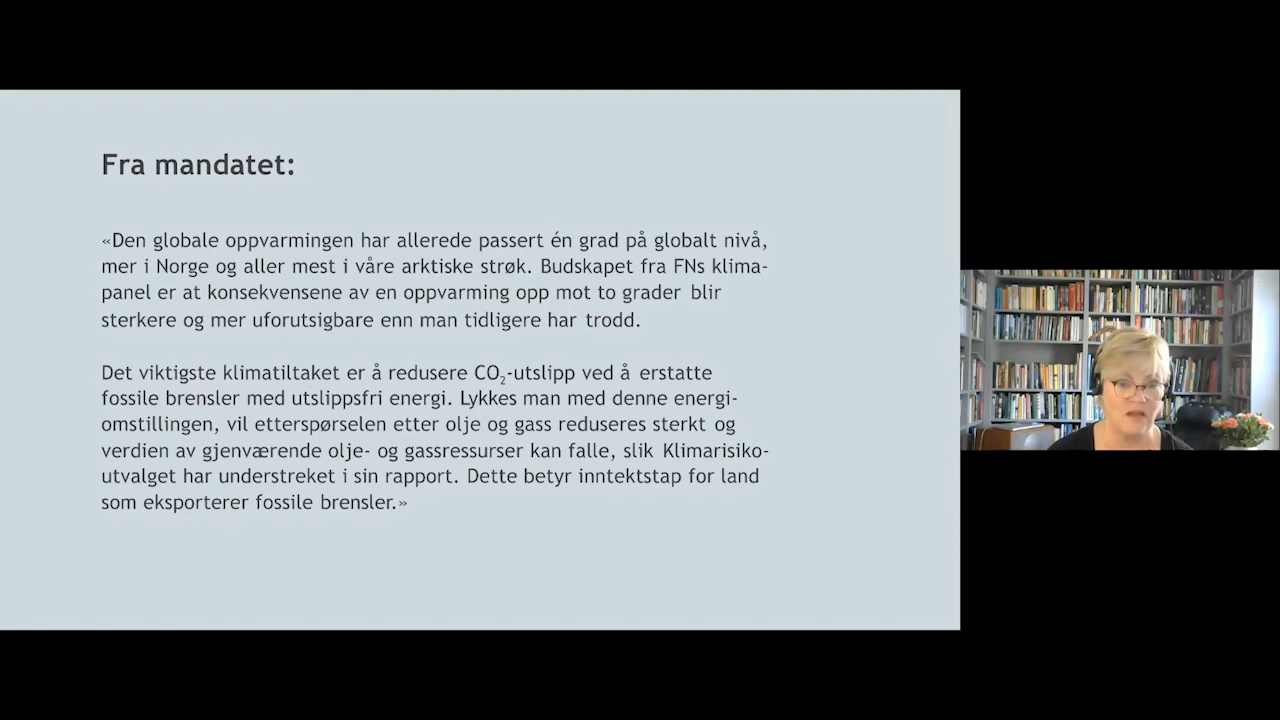 Fra mandatet:
«Den globale oppvarmingen har allerede passert én grad på globalt nivå,
mer i Norge og aller mest i våre arktiske strøk. Budskapet fra FNs klima-
panel er at konsekvensene av en oppvarming opp mot to grader blir
sterkere og mer uforutsigbare enn man tidligere har trodd.
Det viktigste klimatiltaket er å redusere CO₂-utslipp ved å erstatte
fossile brensler med utslippsfri energi. Lykkes man med denne energi-
omstillingen, vil etterspørselen etter olje og gass reduseres sterkt og
verdien av gjenværende olje- og gassressurser kan falle, slik Klimarisiko-
utvalget har understreket i sin rapport. Dette betyr inntektstap for land
som eksporterer fossile brensler.»